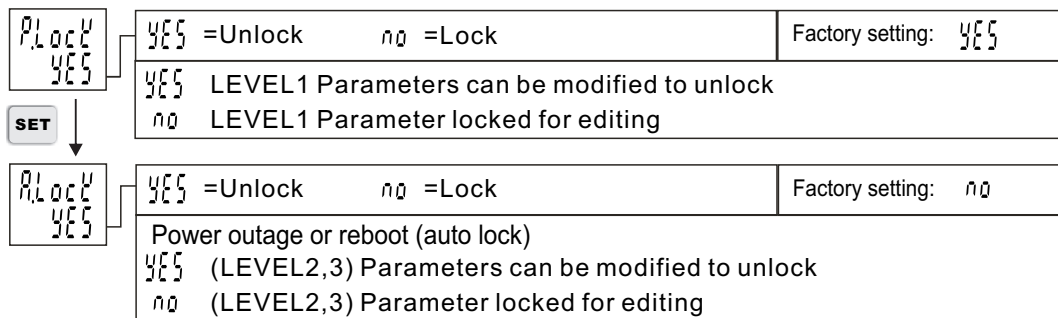 P.LocK
YES
YES =Unlock no =Lock Factory setting: YES
YES LEVEL1 Parameters can be modified to unlock
no LEVEL1 Parameter locked for editing
SET
A.LocK
YES
YES =Unlock no =Lock Factory setting: no
Power outage or reboot (auto lock)
YES (LEVEL2,3) Parameters can be modified to unlock
no (LEVEL2,3) Parameter locked for editing